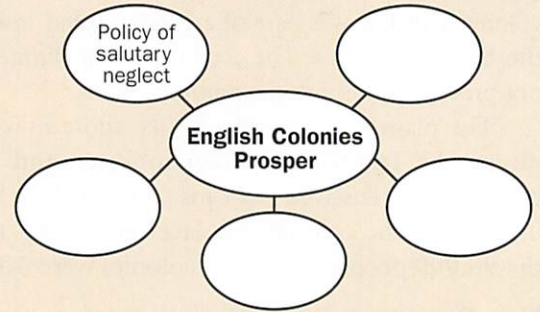 Policy of
salutary
neglect
English Colonies
Prosper